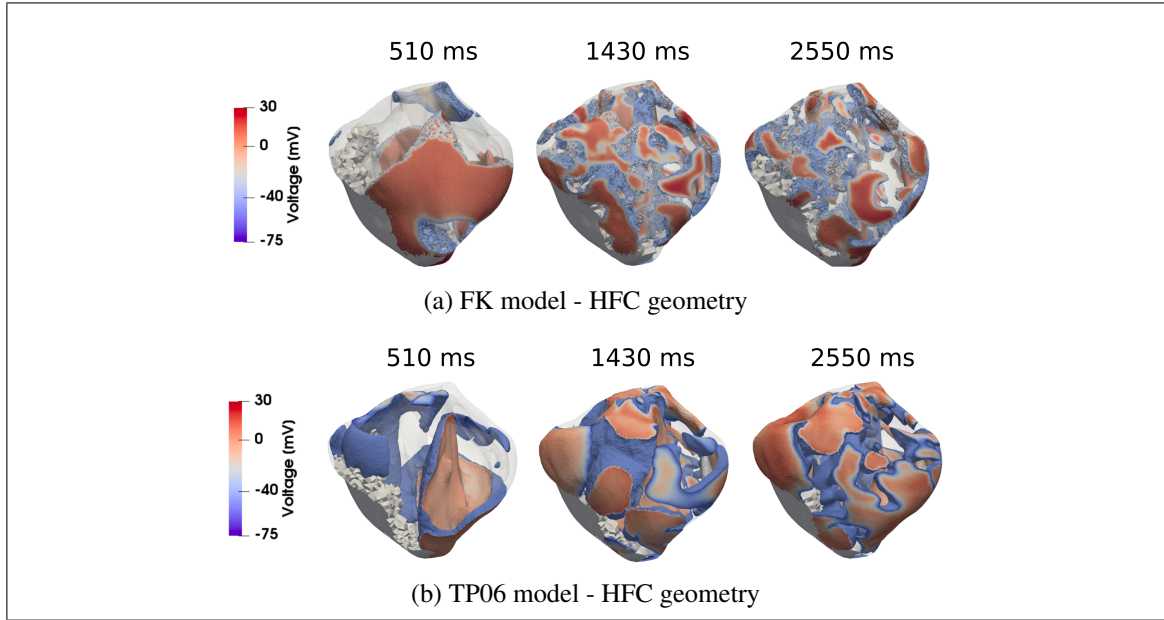 510 ms 1430 ms 2550 ms
30
0
-40
-75
Voltage (mV)
(a) FK model - HFC geometry
510 ms 1430 ms 2550 ms
30
0
-40
-75
Voltage (mV)
(b) TP06 model - HFC geometry